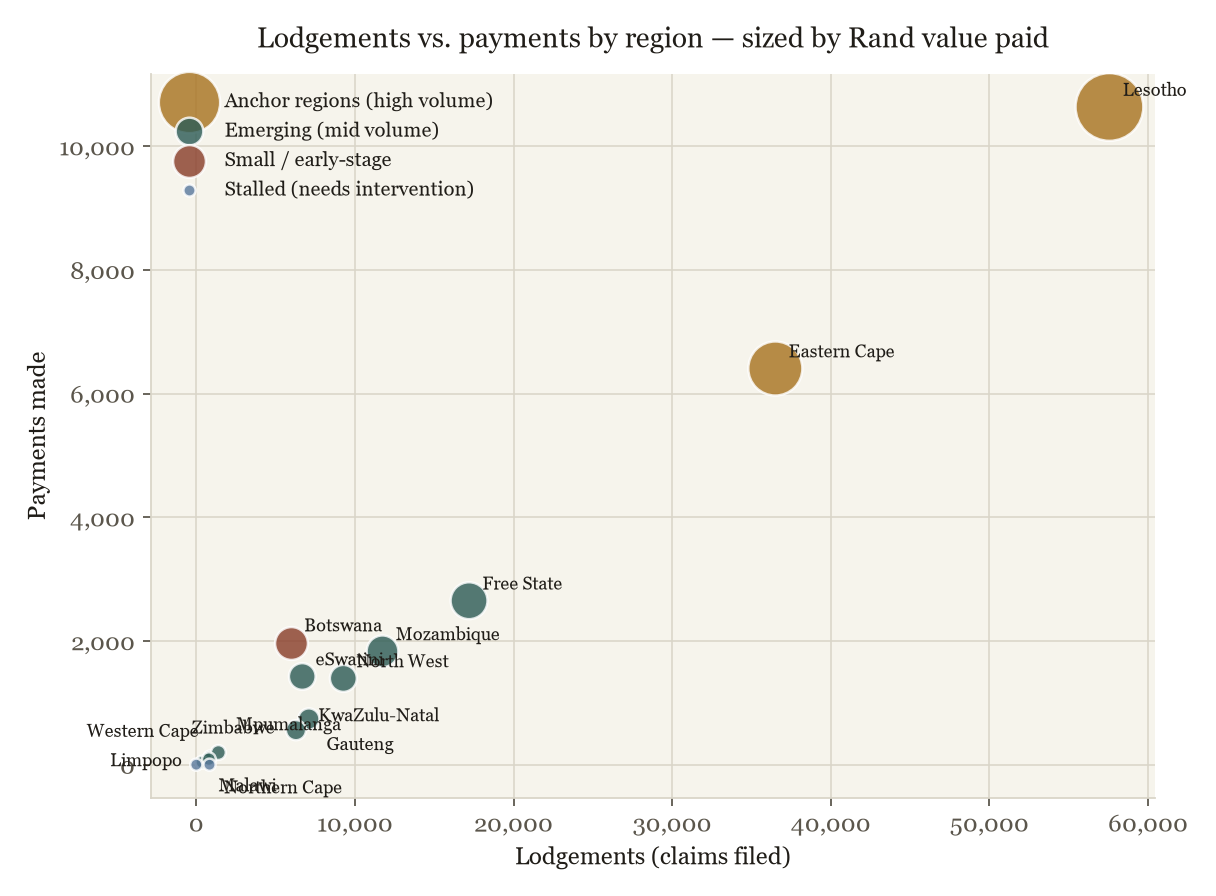 Lodgements vs. payments by region — sized by Rand value paid
Anchor regions (high volume)
Emerging (mid volume)
Small / early-stage
Stalled (needs intervention)
Lesotho
Eastern Cape
Free State
Botswana
Mozambique
eSwatini
North West
KwaZulu-Natal
Mpumalanga
Zimbabwe
Western Cape
Gauteng
Limpopo
Malawi
Northern Cape
10,000
8,000
6,000
4,000
2,000
0
Payments made
0
10,000
20,000
30,000
40,000
50,000
60,000
Lodgements (claims filed)